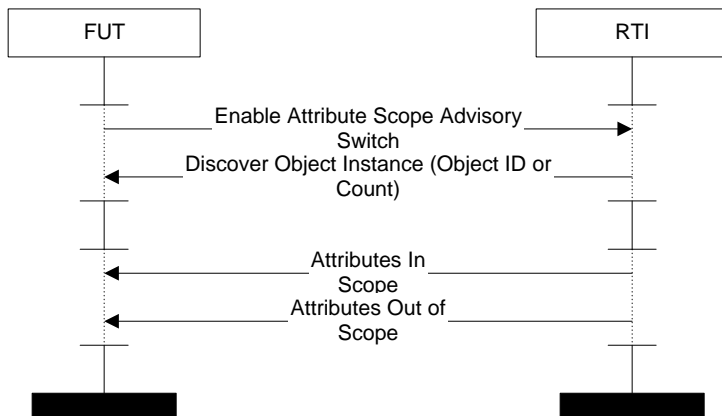 FUT
RTI
Enable Attribute Scope Advisory
Switch
Discover Object Instance (Object ID or
Count)
Attributes In
Scope
Attributes Out of
Scope